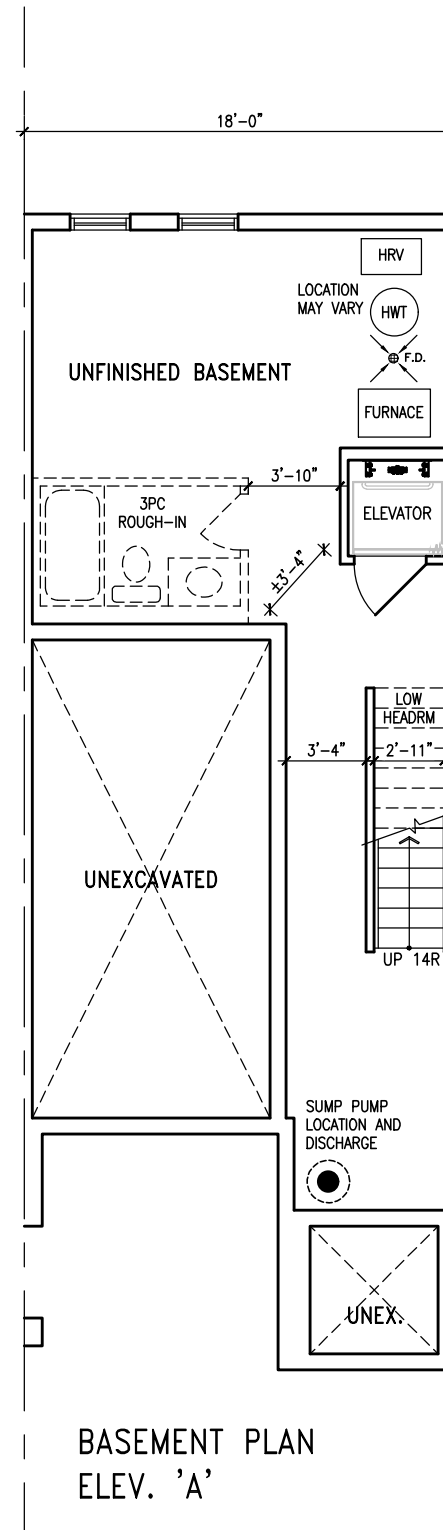 18'-0"
HRV
LOCATION
MAY VARY
HWT
F.D.
UNFINISHED BASEMENT
FURNACE
3'-10"
3PC
ROUGH-IN
ELEVATOR
±3'-4"
LOW
HEADRM
3'-4"
2'-11"
UNEXCAVATED
UP 14R
SUMP PUMP
LOCATION AND
DISCHARGE
UNEX.
BASEMENT PLAN
ELEV. 'A'